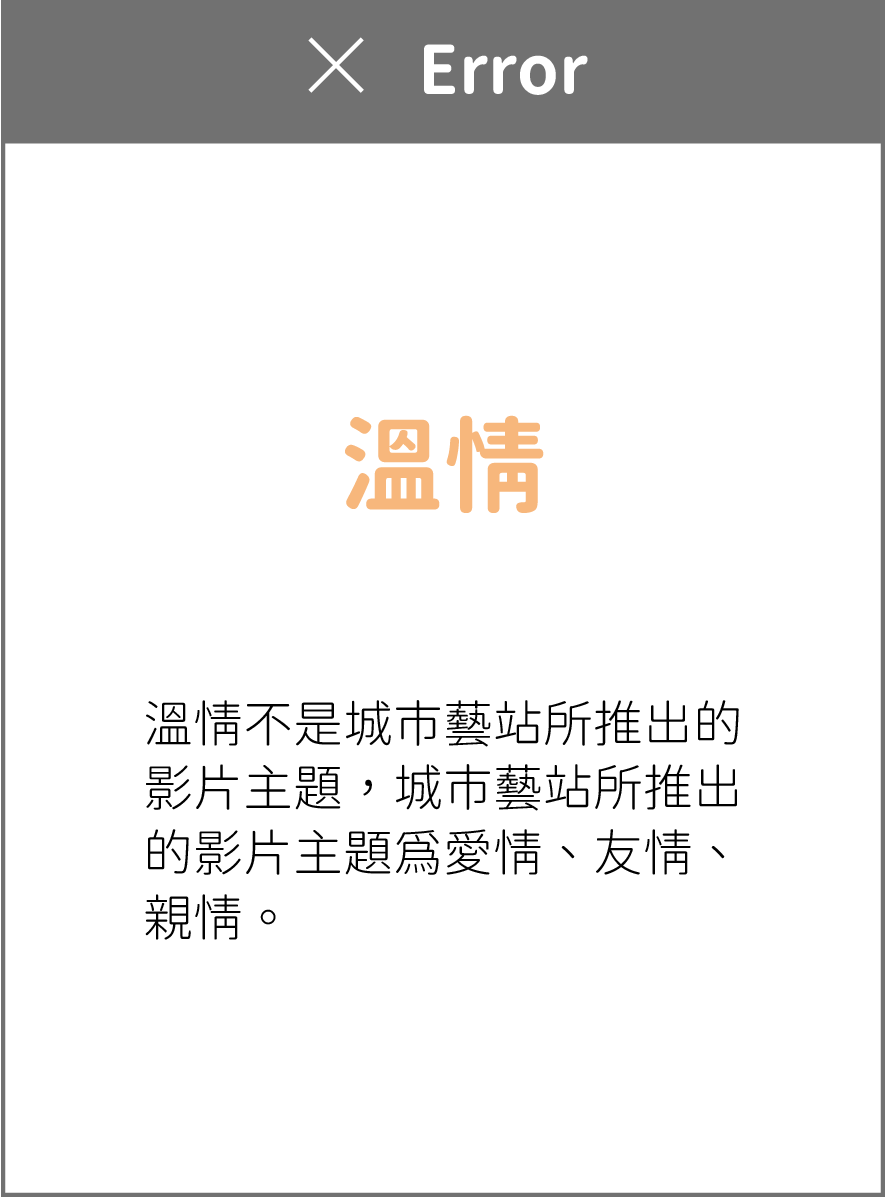 × Error
溫情
溫情不是城市藝站所推出的
影片主題，城市藝站所推出
的影片主題為愛情、友情、
親情。